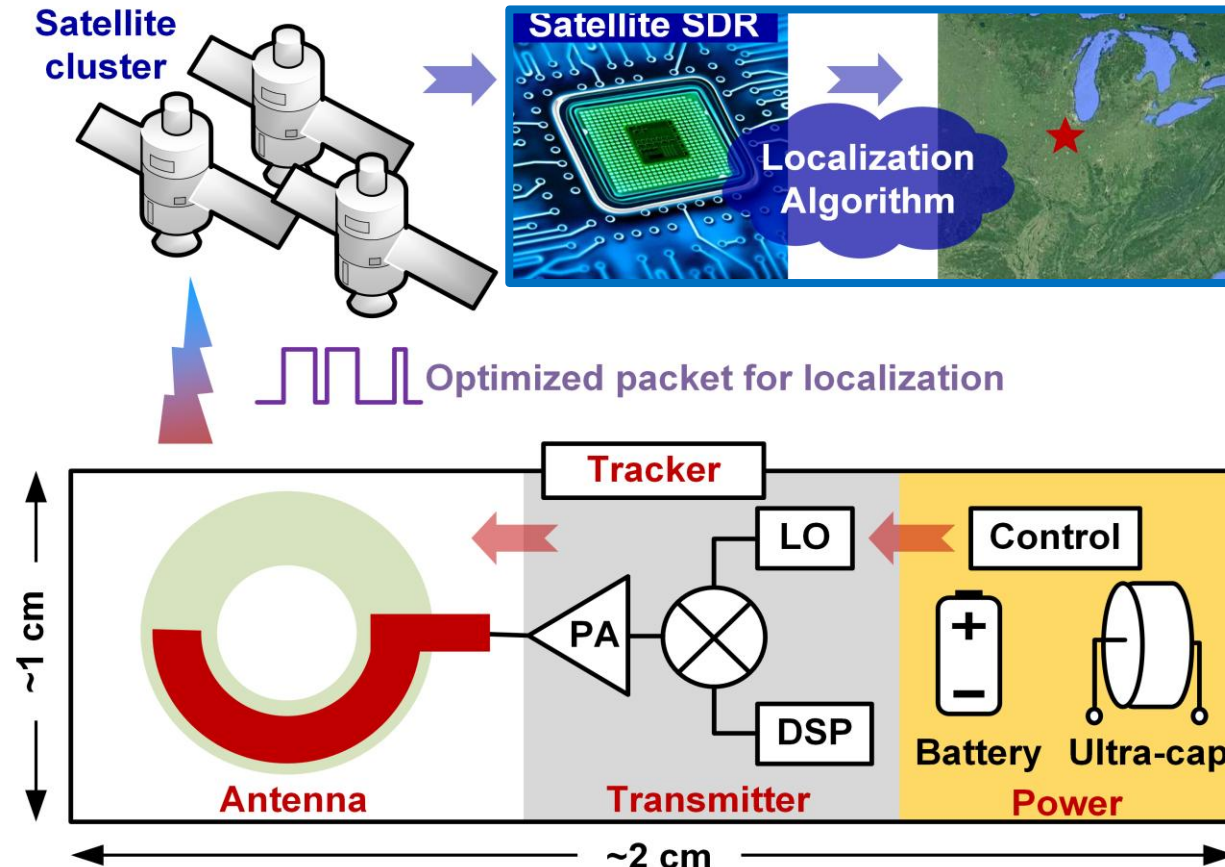 Satellite
cluster
Satellite SDR
Localization
Algorithm
Optimized packet for localization
Tracker
LO
Control
PA
+
−
DSP
Battery
Ultra-cap
Antenna
Transmitter
Power
~1 cm
~2 cm